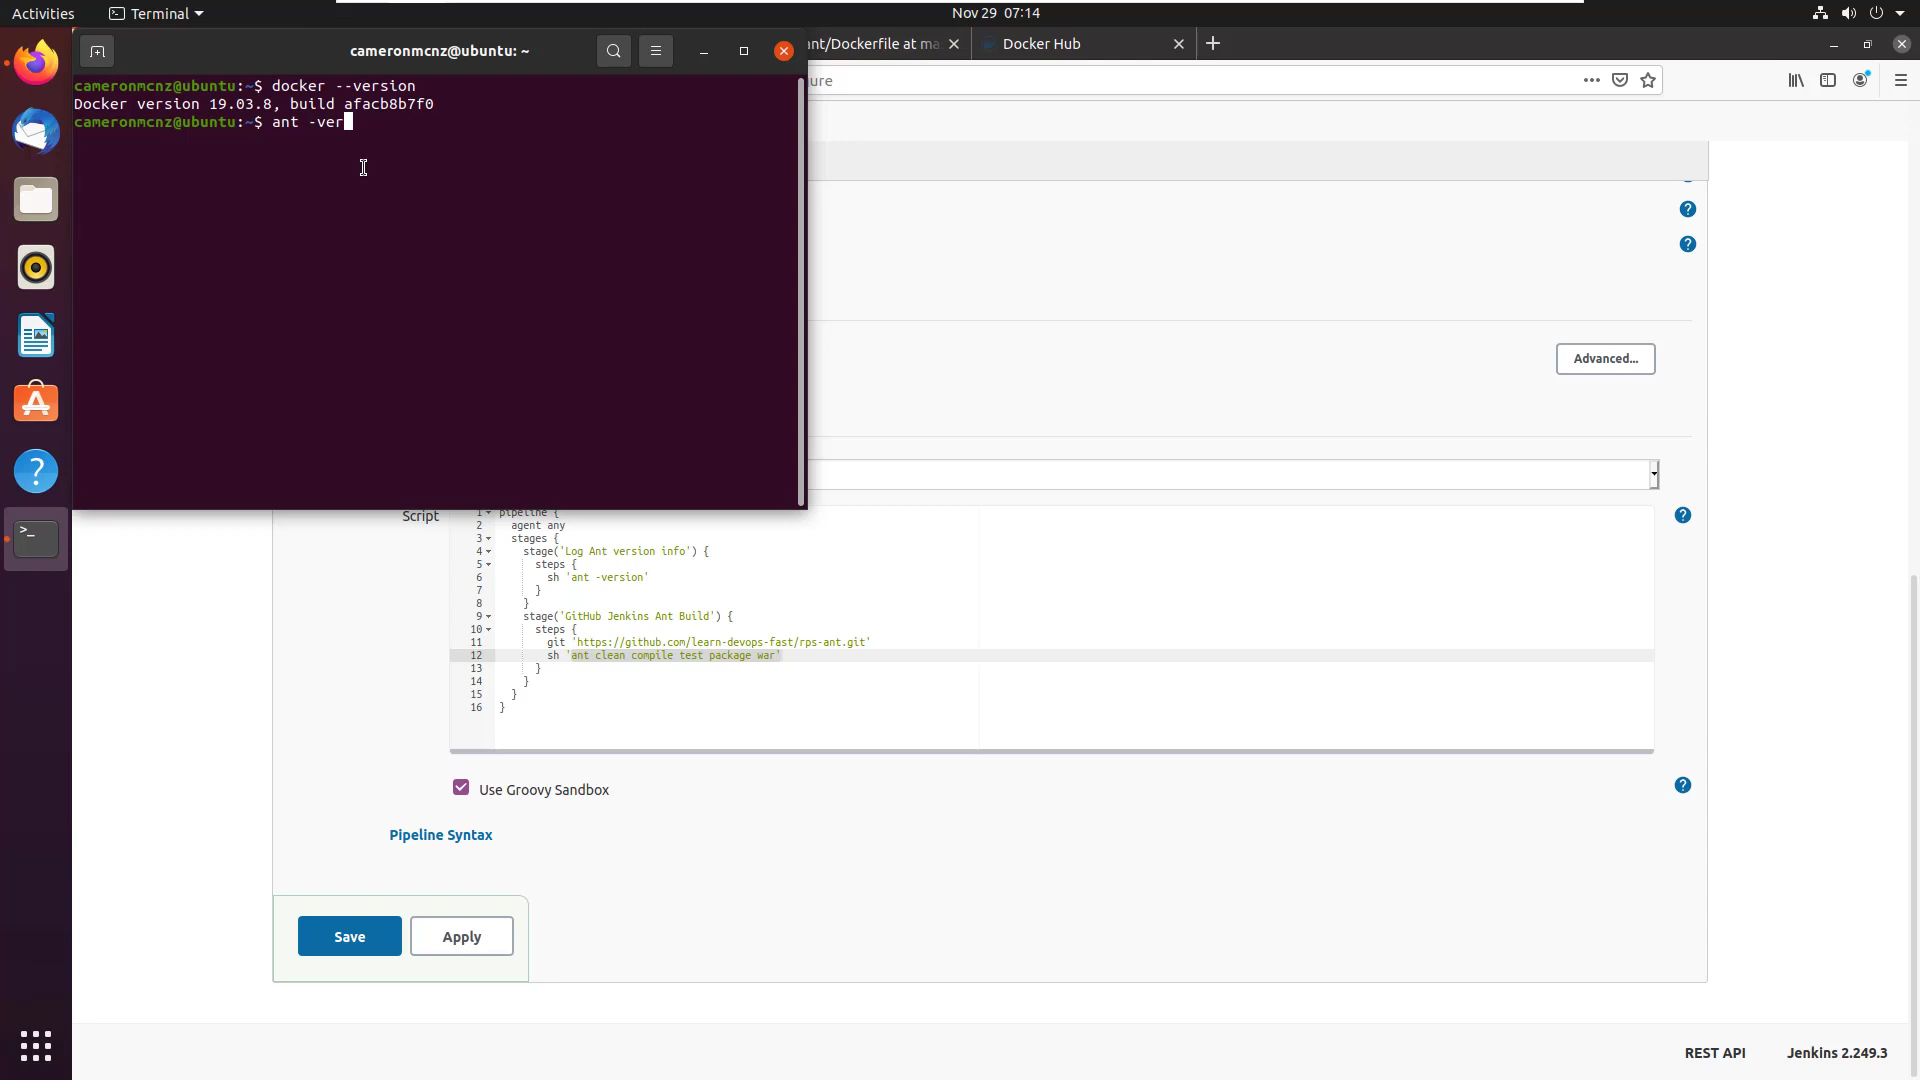 Activities
Terminal
Nov 29 07:14
cameronmcnz@ubuntu: ~
ant/Dockerfile at ma
Docker Hub
ure
cameronmcnz@ubuntu:~$ docker --version
Docker version 19.03.8, build afacb8b7f0
cameronmcnz@ubuntu:~$ ant -ver
Advanced...
Script
1 pipeline {
2 agent any
3 stages {
4 stage('Log Ant version info') {
5 steps {
6 sh 'ant -version'
7 }
8 }
9 stage('GitHub Jenkins Ant Build') {
10 steps {
11 git 'https://github.com/learn-devops-fast/rps-ant.git'
12 sh 'ant clean compile test package war'
13 }
14 }
15 }
16 }
Use Groovy Sandbox
Pipeline Syntax
Save
Apply
REST API
Jenkins 2.249.3